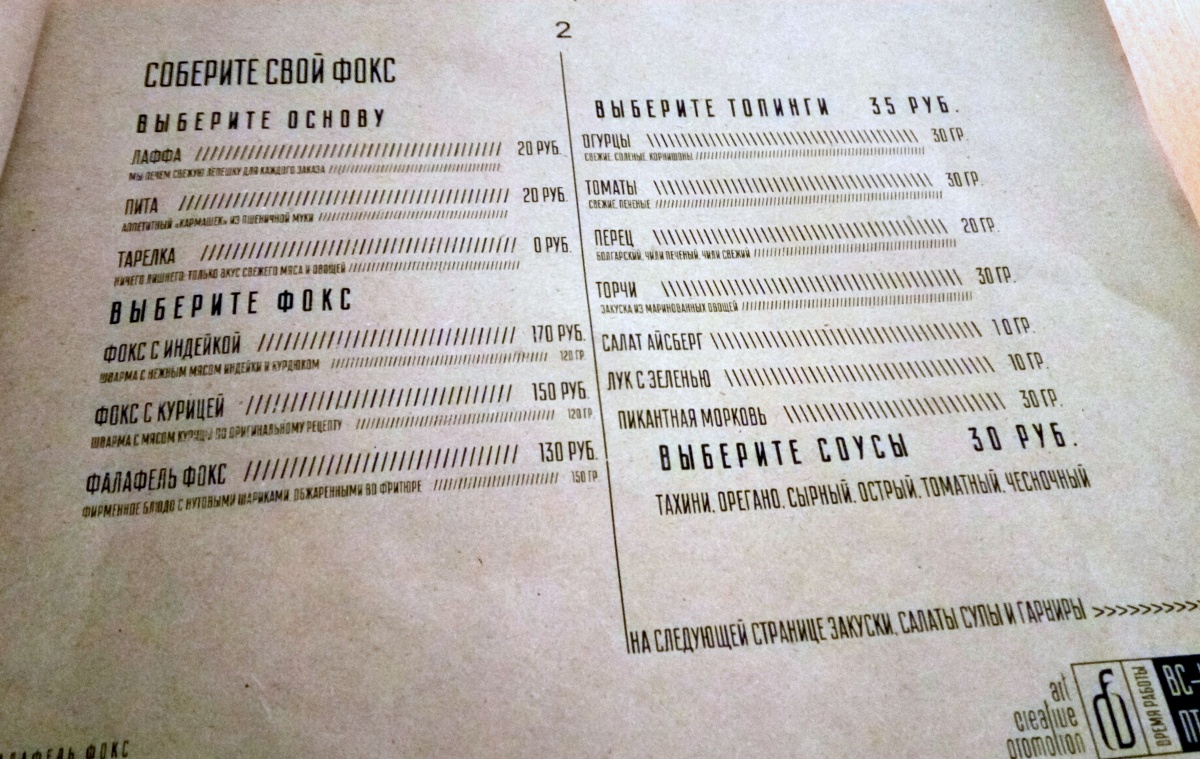 2
СОБЕРИТЕ СВОЙ ФОКС
ВЫБЕРИТЕ ОСНОВУ
ЛАФФА 20 РУБ.
МЫ ПЕЧЕМ СВЕЖУЮ ЛЕПЕШКУ ДЛЯ КАЖДОГО ЗАКАЗА
ПИТА 20 РУБ.
АППЕТИТНЫЙ «КАРМАШЕК» ИЗ ПШЕНИЧНОЙ МУКИ
ТАРЕЛКА 0 РУБ.
НИЧЕГО ЛИШНЕГО: ТОЛЬКО ВКУС СВЕЖЕГО МЯСА И ОВОЩЕЙ
ВЫБЕРИТЕ ФОКС
ФОКС С ИНДЕЙКОЙ 170 РУБ.
ШВАРМА С НЕЖНЫМ МЯСОМ ИНДЕЙКИ И КУРДЮКОМ 120 ГР.
ФОКС С КУРИЦЕЙ 150 РУБ.
ШВАРМА С МЯСОМ КУРИЦЫ ПО ОРИГИНАЛЬНОМУ РЕЦЕПТУ 120 ГР
ФАЛАФЕЛЬ ФОКС 130 РУБ.
ФИРМЕННОЕ БЛЮДО С НУТОВЫМИ ШАРИКАМИ, ОБЖАРЕННЫМИ ВО ФРИТЮРЕ 150 ГР.
ВЫБЕРИТЕ ТОПИНГИ 35 РУБ.
ОГУРЦЫ 30 ГР.
СВЕЖИЕ, СОЛЕНЫЕ, КОРНИШОНЫ
ТОМАТЫ 30 ГР.
СВЕЖИЕ, ПЕЧЕНЫЕ
ПЕРЕЦ 20 ГР.
БОЛГАРСКИЙ, ЧИЛИ ПЕЧЕНЫЙ, ЧИЛИ СВЕЖИЙ
ТОРЧИ 30 ГР.
ЗАКУСКА ИЗ МАРИНОВАННЫХ ОВОЩЕЙ
САЛАТ АЙСБЕРГ 10 ГР.
ЛУК С ЗЕЛЕНЬЮ 10 ГР.
ПИКАНТНАЯ МОРКОВЬ 30 ГР.
ВЫБЕРИТЕ СОУСЫ 30 РУБ.
ТАХИНИ, ОРЕГАНО, СЫРНЫЙ, ОСТРЫЙ, ТОМАТНЫЙ, ЧЕСНОЧНЫЙ
НА СЛЕДУЮЩЕЙ СТРАНИЦЕ ЗАКУСКИ, САЛАТЫ СУПЫ И ГАРНИРЫ >>>>>>>>>>
art
creative
promotion
ВРЕМЯ РАБОТЫ
ВС-
ПТ
АЛАФЕЛЬ ФОКС